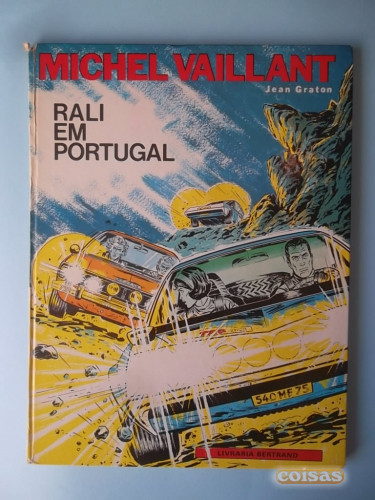 MICHEL VAILLANT
Jean Graton
RALI
EM
PORTUGAL
540 MF 75
LIVRARIA BERTRAND
coisas